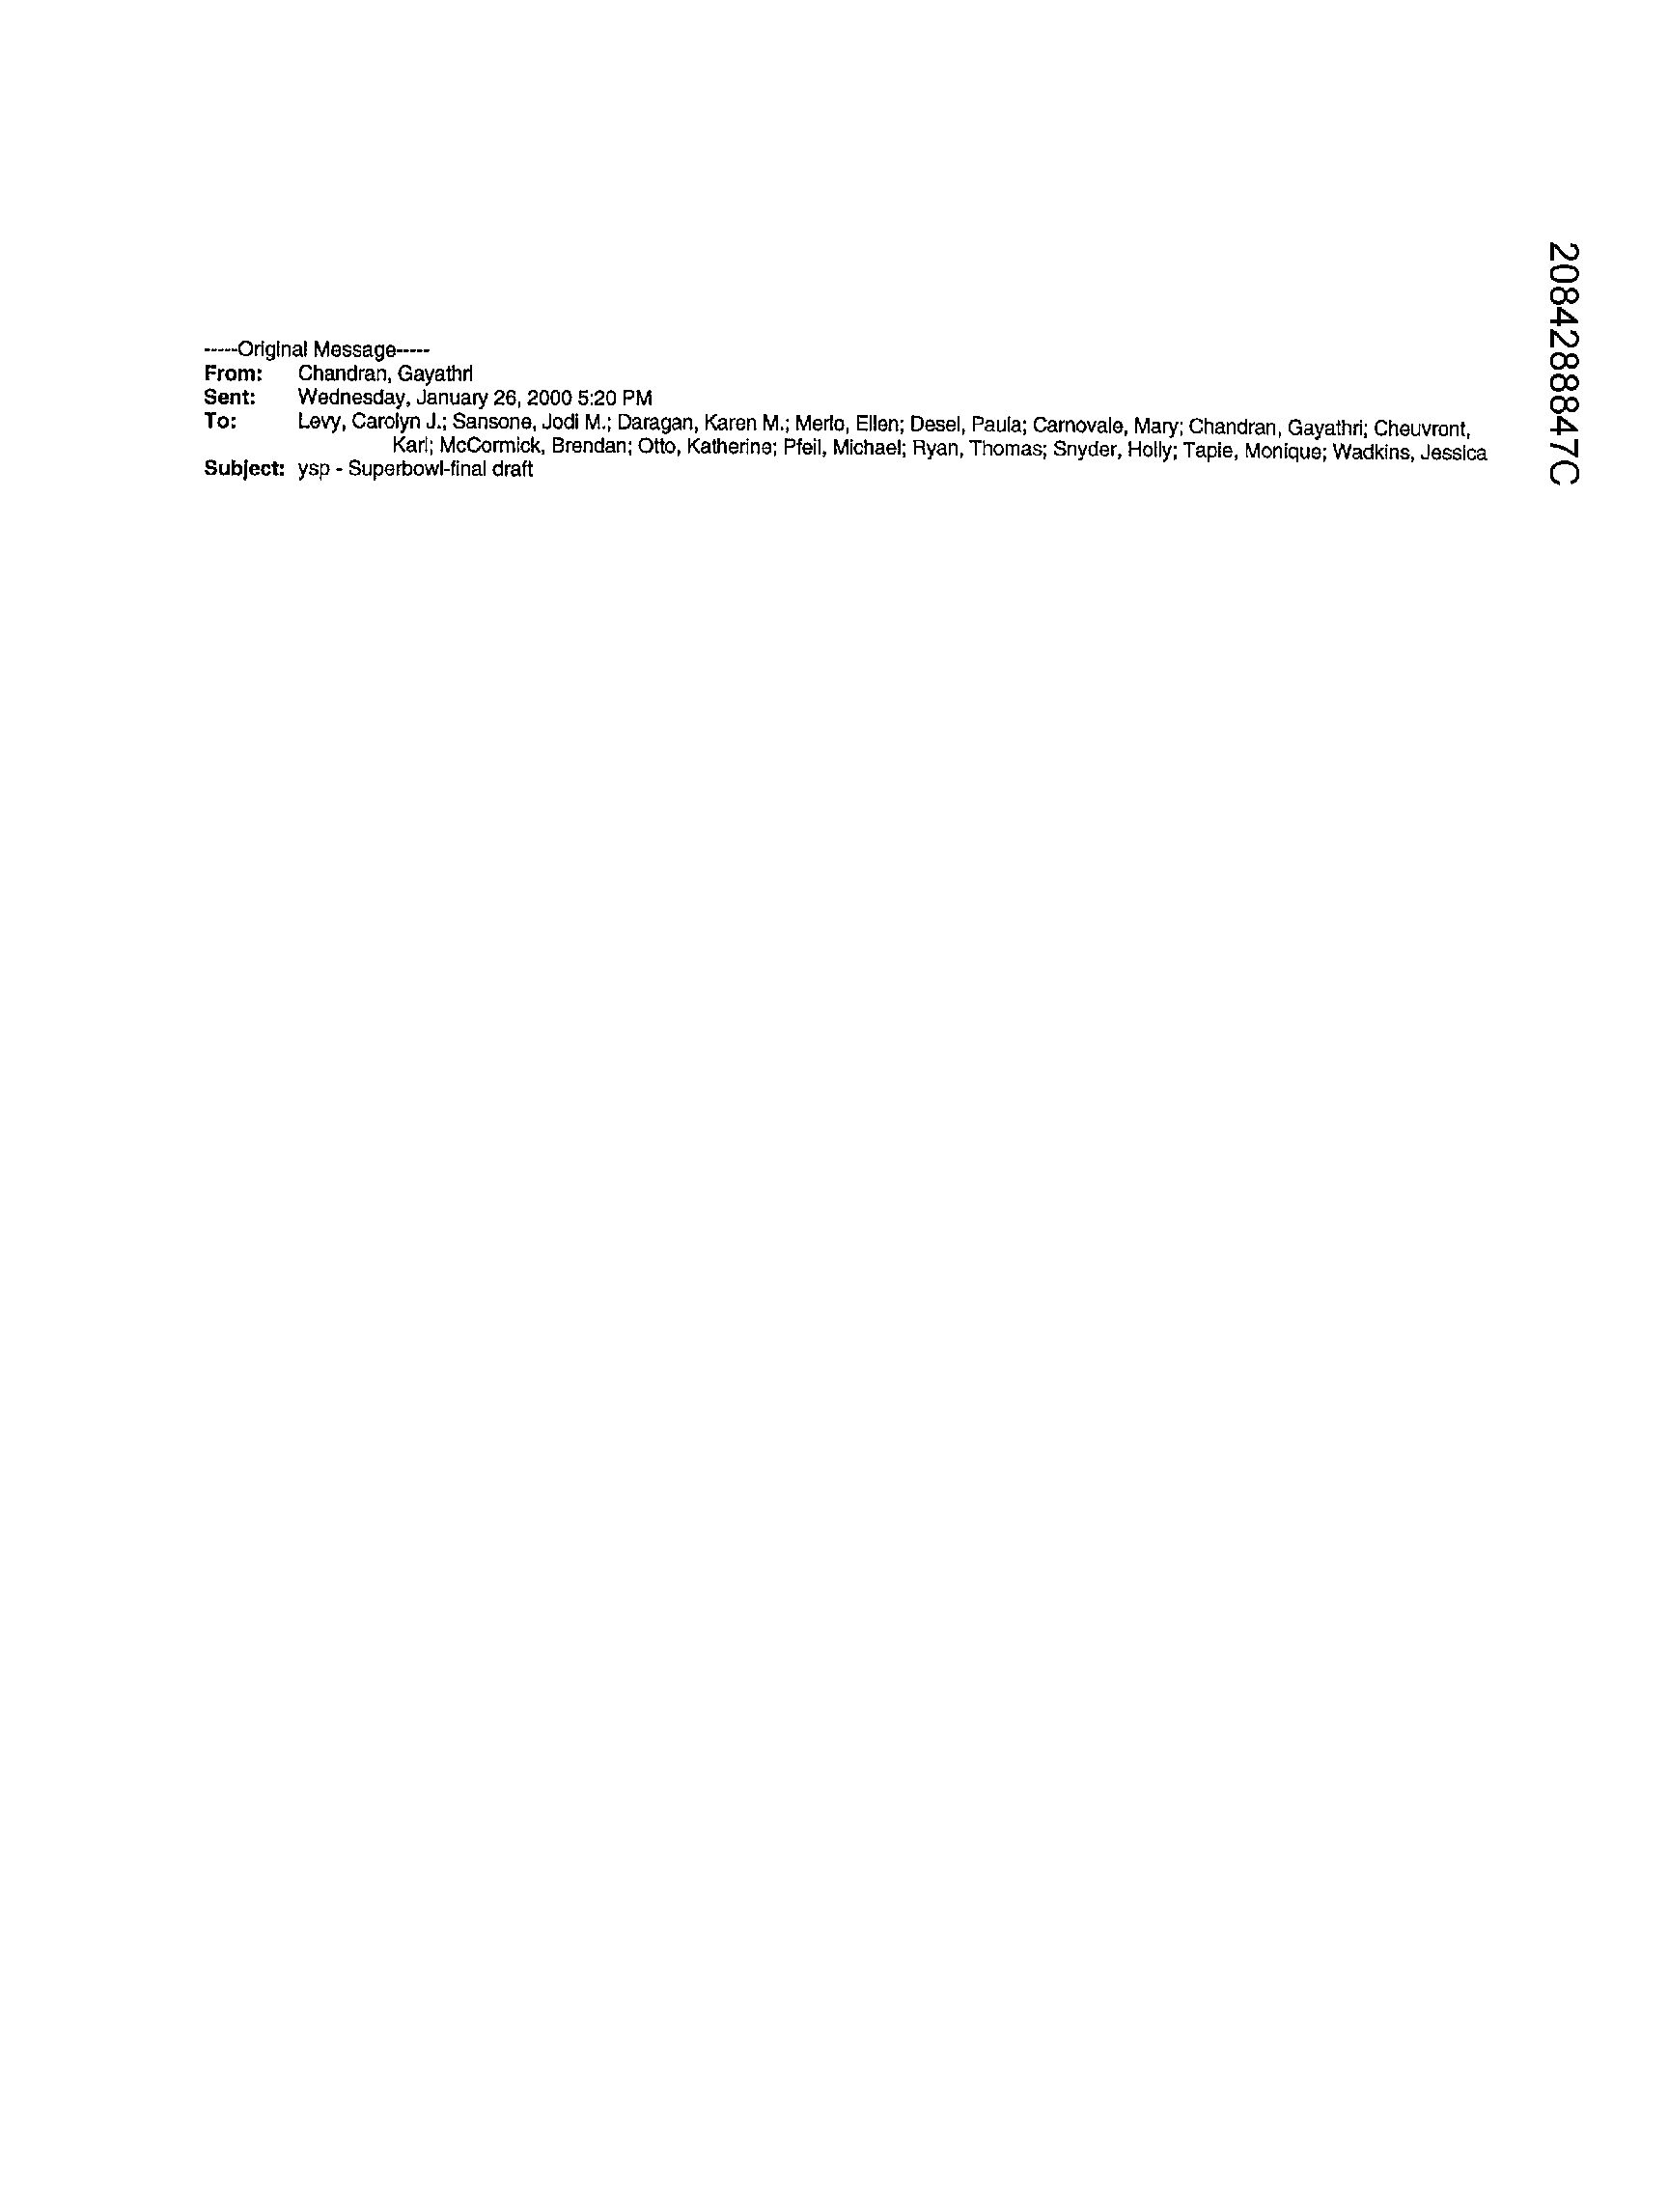 -----Original Message-----
From: Chandran, Gayathri
Sent: Wednesday, January 26, 2000 5:20 PM
To: Levy, Carolyn J.; Sansone, Jodi M.; Daragan, Karen M.; Merlo, Ellen; Desel, Paula; Carnovale, Mary; Chandran, Gayathri; Cheuvront,
Karl; McCormick, Brendan; Otto, Katherine; Pfeil, Michael; Ryan, Thomas; Snyder, Holly; Tapie, Monique; Wadkins, Jessica
Subject: ysp - Superbowl-final draft
2084288847C